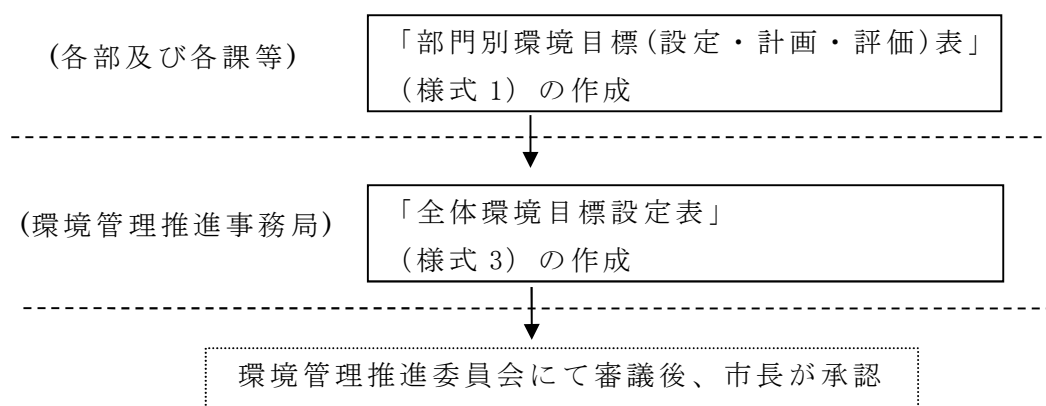 (各部及び各課等)
「部門別環境目標(設定・計画・評価)表」
（様式 1）の作成
(環境管理推進事務局)
「全体環境目標設定表」
（様式 3）の作成
環境管理推進委員会にて審議後、市長が承認